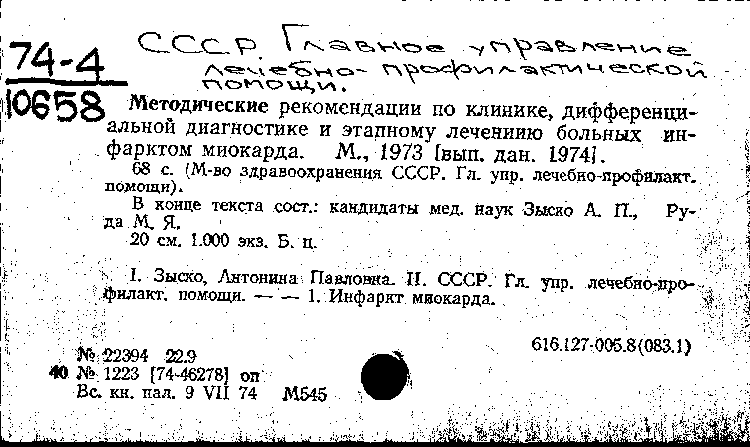 74-4
10658
СССР. Главное управление
лечебно-профилактической
помощи.
Методические рекомендации по клинике, дифференци-
альной диагностике и этапному лечениию больных ин-
фарктом миокарда. М., 1973 [вып. дан. 1974].
68 с. (М-во здравоохранения СССР. Гл. упр. лечебно-профилакт.
помощи).
В конце текста сост.: кандидаты мед. наук Зыско А. П., Ру-
да М. Я.
20 см. 1.000 экз. Б. ц.
I. Зыско, Антонина Павловна. II. СССР. Гл. упр. лечебно-про-
филакт. помощи. — — 1. Инфаркт миокарда.
616.127-005.8(083.1)
№ 22394 22.9
40 № 1223 [74-46278] оп
Вс. кн. пал. 9 VII 74 М545